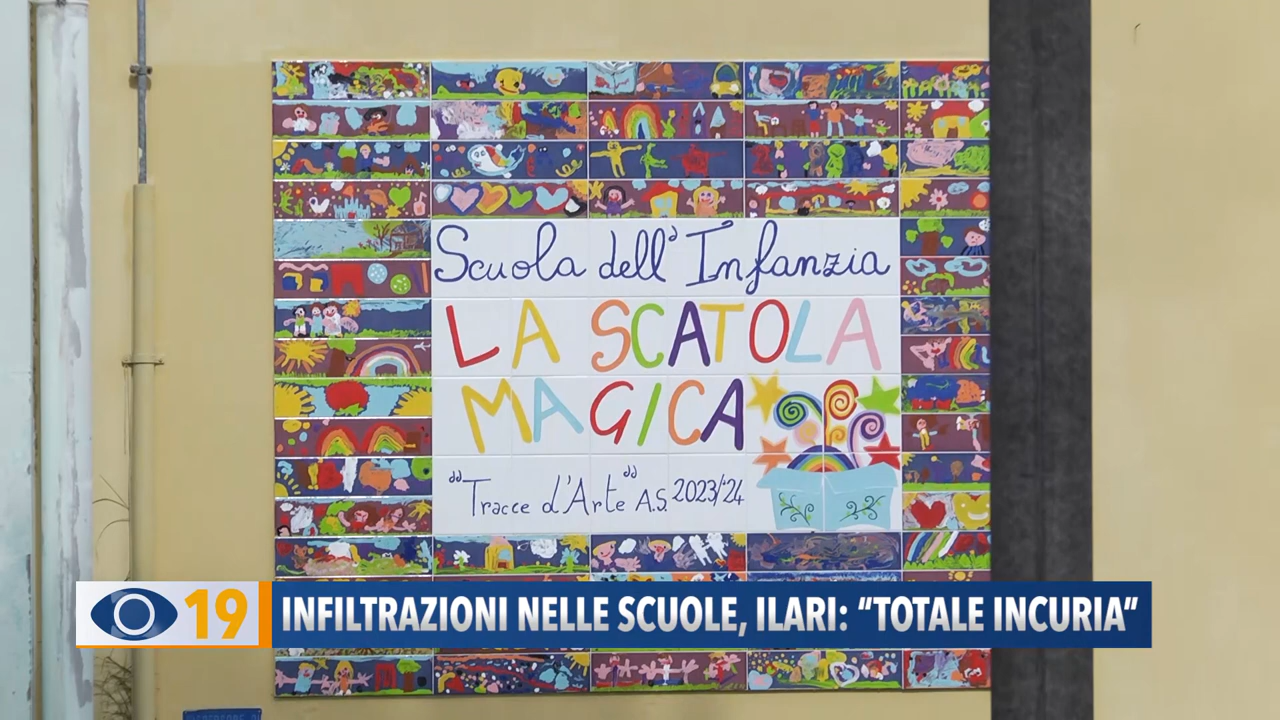 Scuola dell'Infanzia
LA SCATOLA
MAGICA
"Tracce d'Arte" A.S. 2023/'24
19
INFILTRAZIONI NELLE SCUOLE, ILARI: “TOTALE INCURIA”